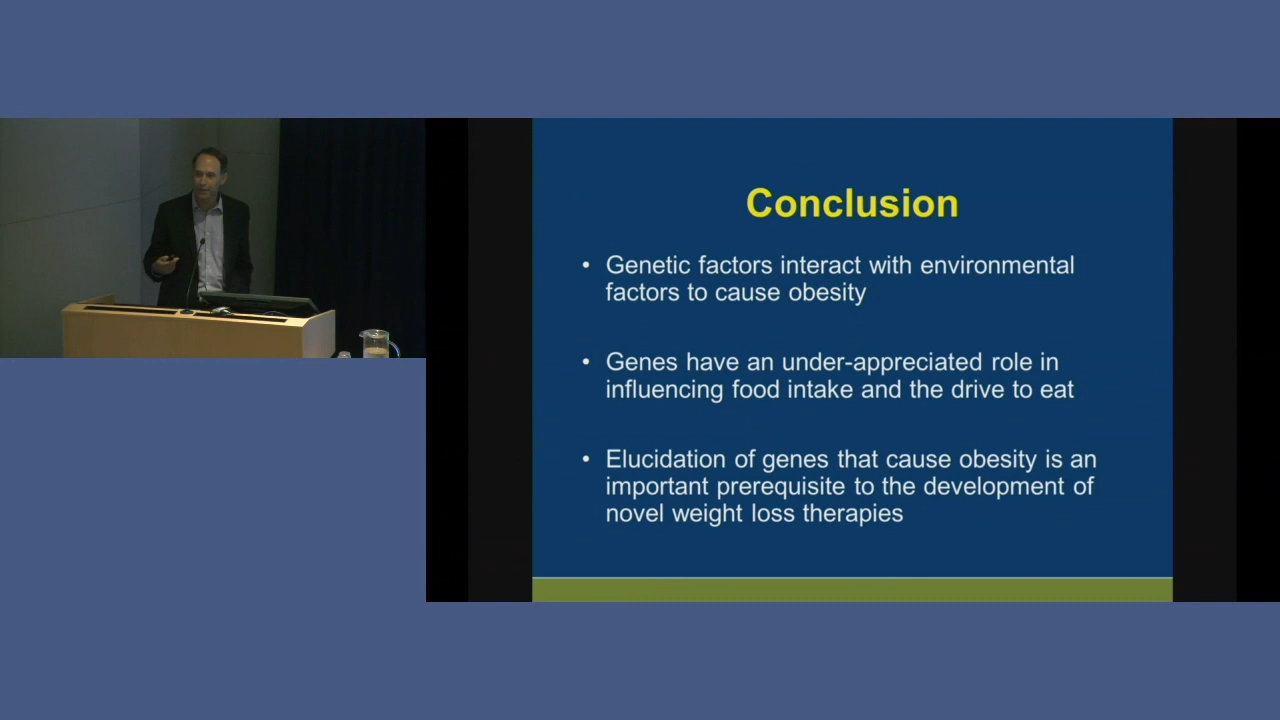 Conclusion
• Genetic factors interact with environmental
factors to cause obesity
• Genes have an under-appreciated role in
influencing food intake and the drive to eat
• Elucidation of genes that cause obesity is an
important prerequisite to the development of
novel weight loss therapies